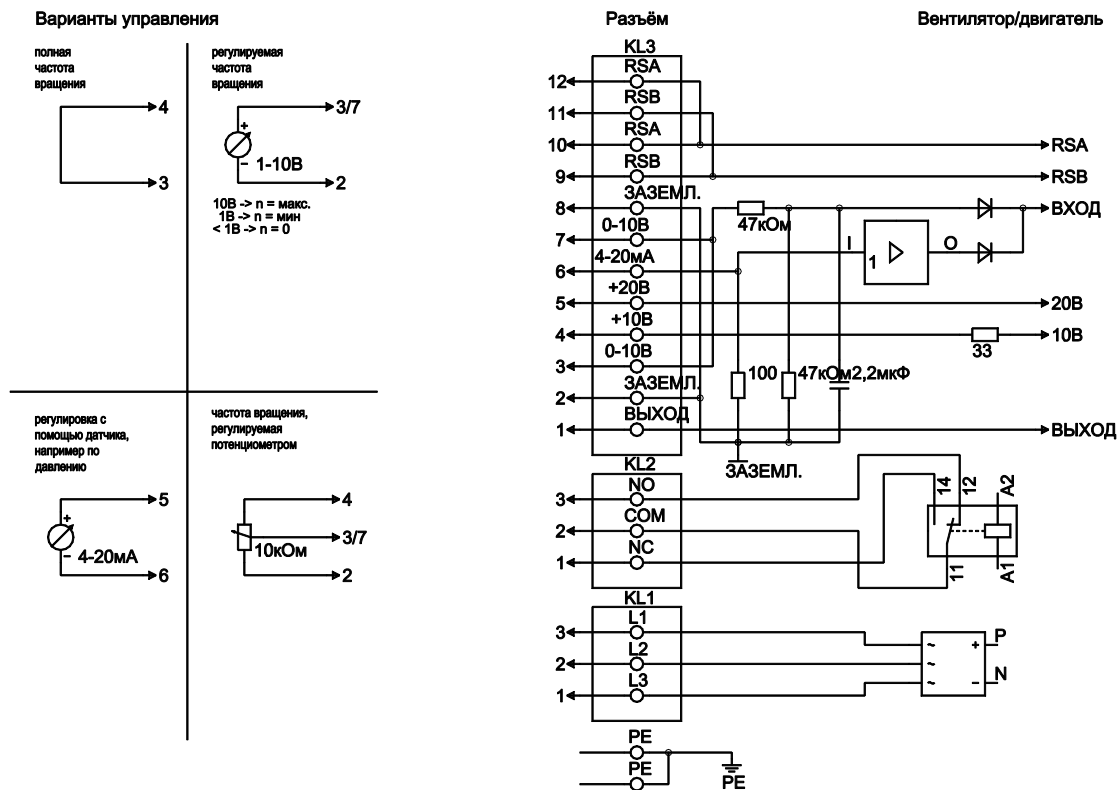 Варианты управления
Разъём
Вентилятор/двигатель
полная
частота
вращения
4
3
регулируемая
частота
вращения
3/7
+
1-10В
–
2
10В -> n = макс.
1В -> n = мин
< 1В -> n = 0
регулировка с
помощью датчика,
например по
давлению
5
+
– 4-20мА
6
частота вращения,
регулируемая
потенциометром
4
3/7
10кОм
2
KL3
RSA
12
RSB
11
RSA
10
RSA
RSB
9
RSB
ЗАЗЕМЛ.
8
47кОм
ВХОД
0-10В
7
I
1
O
4-20мА
6
+20В
5
20В
+10В
4
33
10В
0-10В
3
100
47кОм
2,2мкФ
ЗАЗЕМЛ.
2
ВЫХОД
1
ВЫХОД
ЗАЗЕМЛ.
KL2
NO
3
COM
2
NC
1
14
12
A2
11
A1
KL1
L1
3
L2
2
L3
1
~
~
~
+
–
P
N
PE
PE
PE